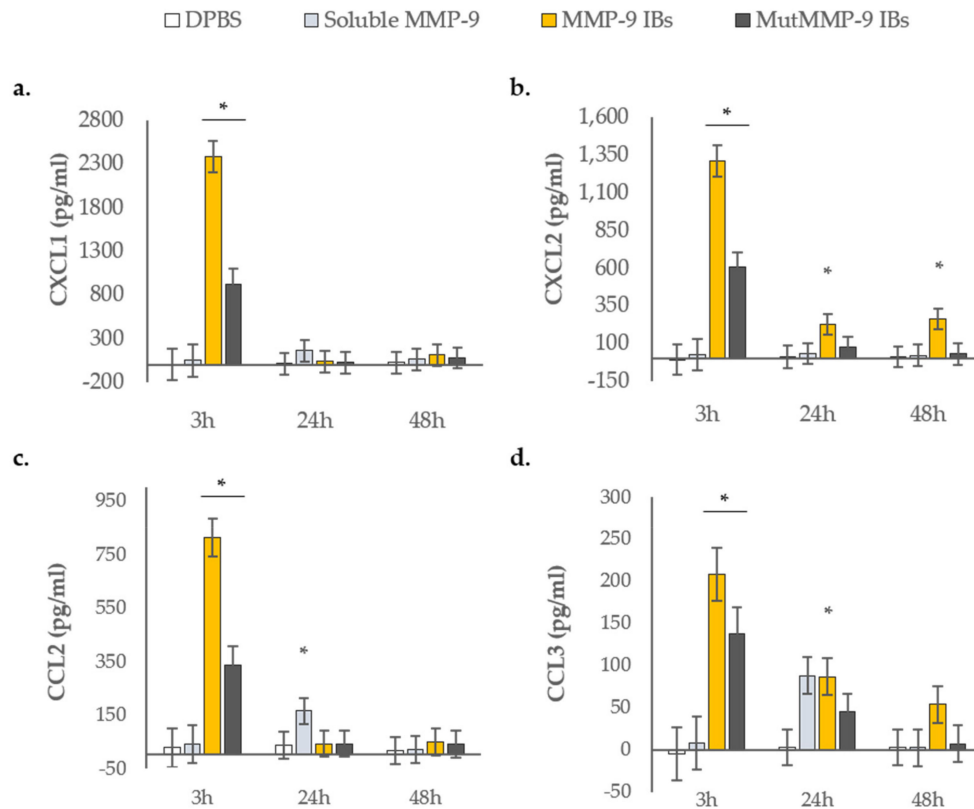 DPBS Soluble MMP-9 MMP-9 IBs MutMMP-9 IBs
a.
CXCL1 (pg/ml)
2800
2300
1800
1300
800
300
-200
*
3h 24h 48h
b.
CXCL2 (pg/ml)
1,600
1,350
1,100
850
600
350
100
-150
*
*
*
3h 24h 48h
c.
CCL2 (pg/ml)
950
750
550
350
150
-50
*
*
3h 24h 48h
d.
CCL3 (pg/ml)
300
250
200
150
100
50
0
-50
*
*
3h 24h 48h